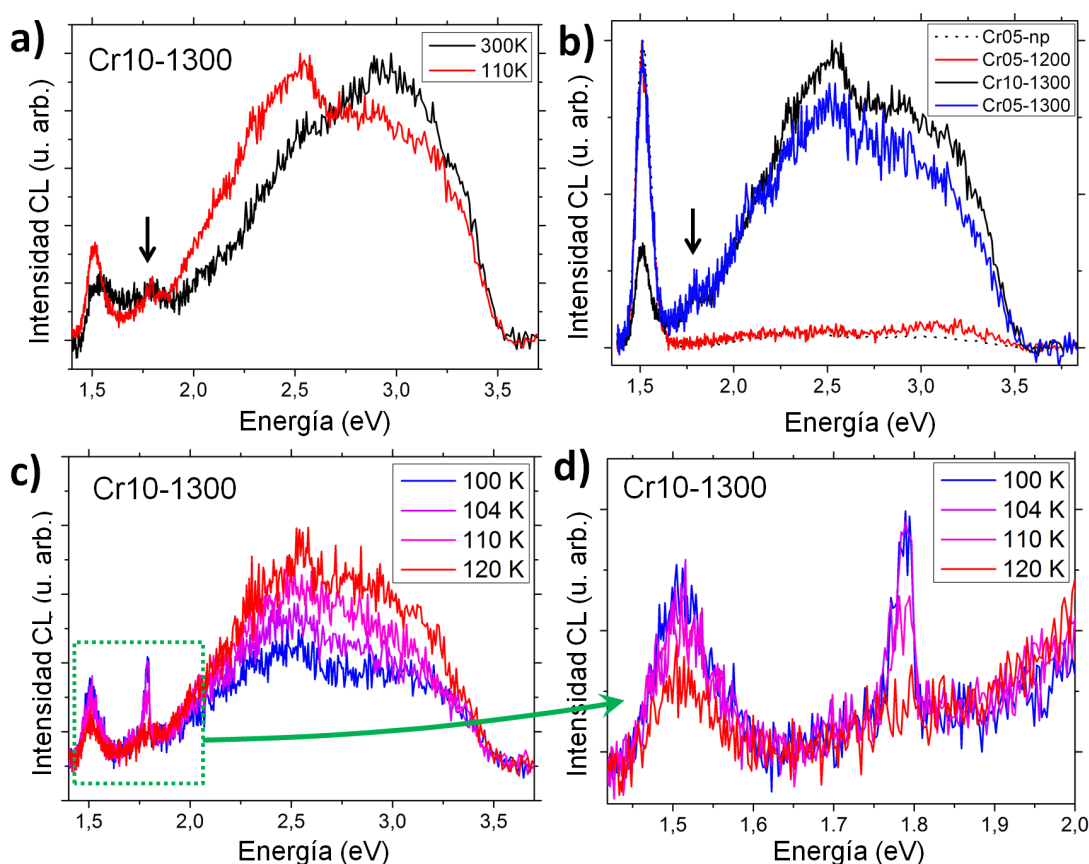 a)
Cr10-1300
300K
110K
Intensidad CL (u. arb.)
1,5 2,0 2,5 3,0 3,5
Energía (eV)
b)
Cr05-np
Cr05-1200
Cr10-1300
Cr05-1300
Intensidad CL (u. arb.)
1,5 2,0 2,5 3,0 3,5
Energía (eV)
c)
Cr10-1300
100 K
104 K
110 K
120 K
Intensidad CL (u. arb.)
1,5 2,0 2,5 3,0 3,5
Energía (eV)
d)
Cr10-1300
100 K
104 K
110 K
120 K
Intensidad CL (u. arb.)
1,5 1,6 1.7 1.8 1,9 2,0
Energía (eV)